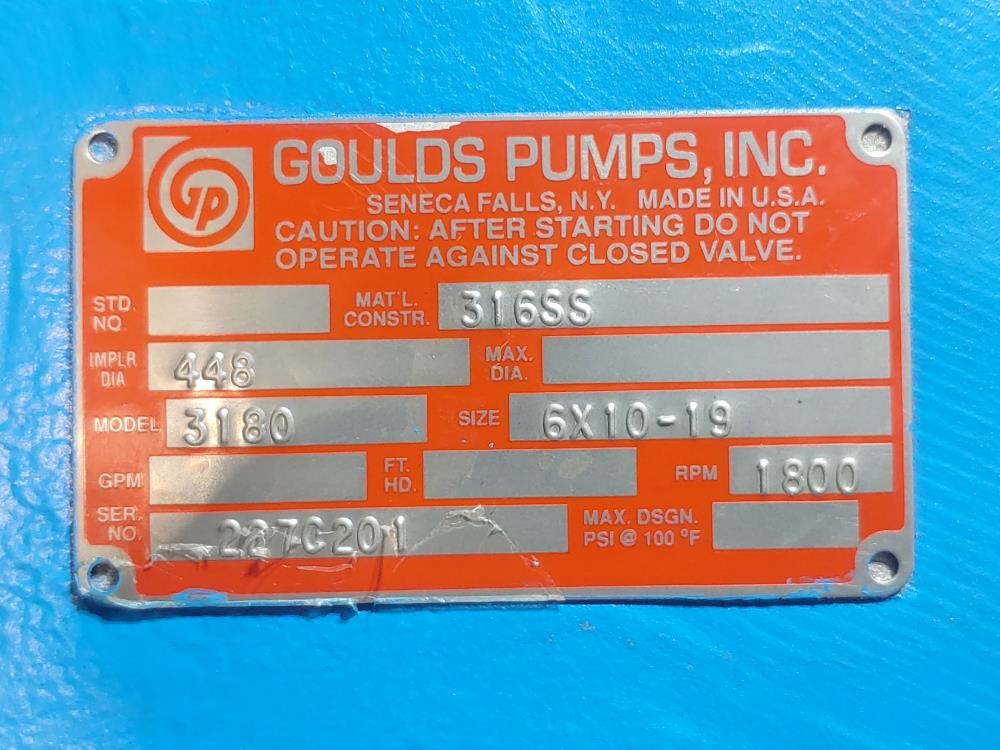 GP
GOULDS PUMPS, INC.
SENECA FALLS, N.Y. MADE IN U.S.A.
CAUTION: AFTER STARTING DO NOT
OPERATE AGAINST CLOSED VALVE.
STD. NO. MAT'L. CONSTR. 316SS
IMPLR DIA 448 MAX. DIA.
MODEL 3180 SIZE 6X10-19
GPM FT. HD. RPM 1800
SER. NO. 227C201 MAX. DSGN. PSI @ 100 °F